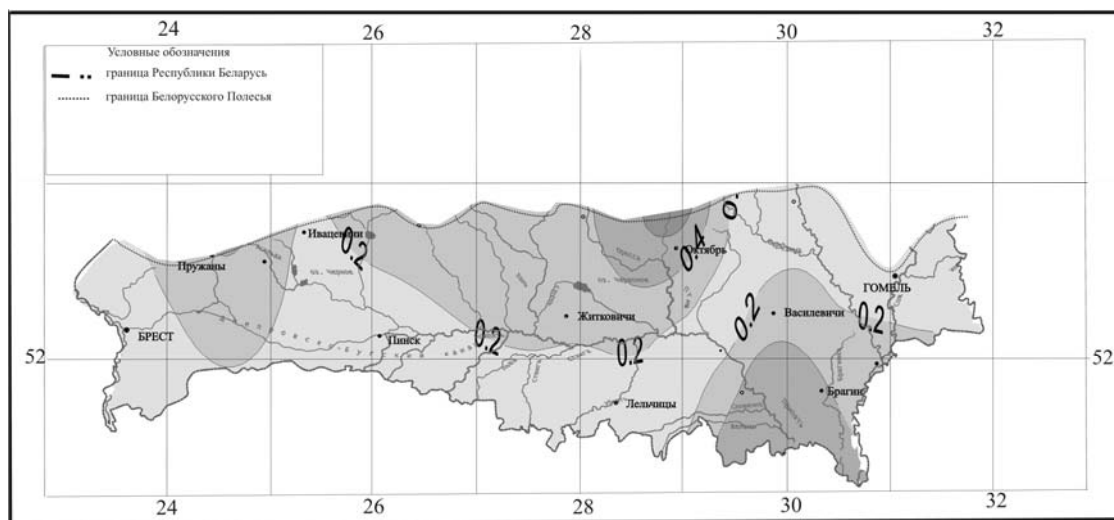 24 26 28 30 32
Условные обозначения
граница Республики Беларусь
граница Белорусского Полесья
Ивацевичи
0.2
0.4
Октябрь
Пружаны
оз. Черное
ГОМЕЛЬ
Житковичи
Василевичи
0.2
0.2
БРЕСТ
Пинск
0.2
0.2
52
52
Лельчицы
Брагин
24 26 28 30 32